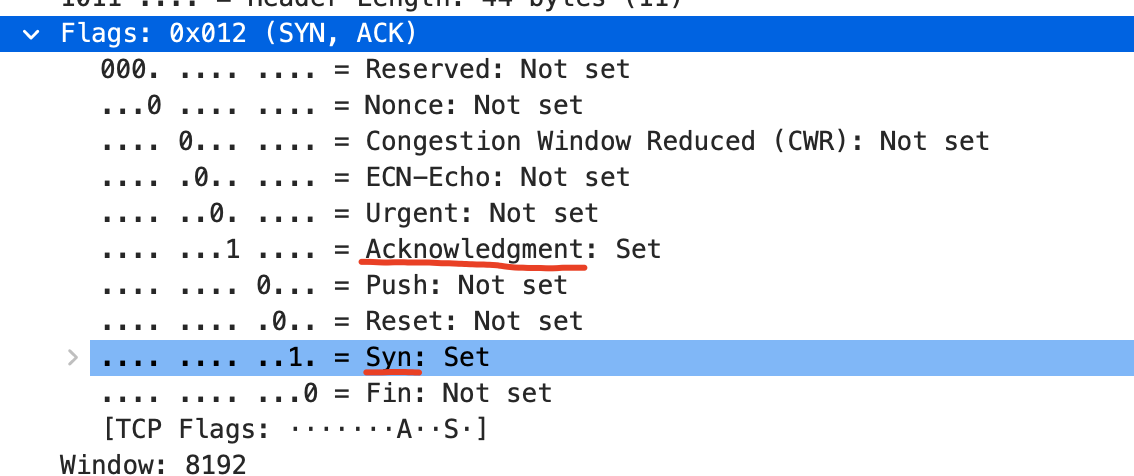 1011 .... = Header Length: 44 bytes (11)
Flags: 0x012 (SYN, ACK)
000. .... .... = Reserved: Not set
...0 .... .... = Nonce: Not set
.... 0... .... = Congestion Window Reduced (CWR): Not set
.... .0.. .... = ECN-Echo: Not set
.... ..0. .... = Urgent: Not set
.... ...1 .... = Acknowledgment: Set
.... .... 0... = Push: Not set
.... .... .0.. = Reset: Not set
.... .... ..1. = Syn: Set
.... .... ...0 = Fin: Not set
[TCP Flags: ·······A··S·]
Window: 8192